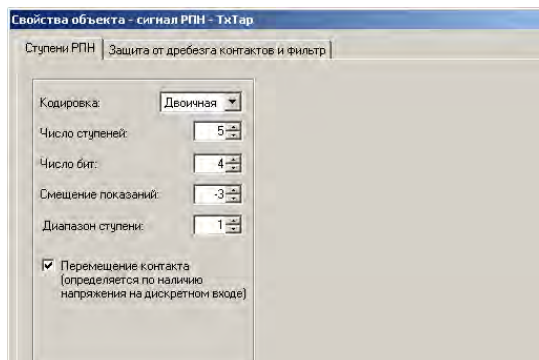 Свойства объекта - сигнал РПН - TxTap
Ступени РПН
Защита от дребезга контактов и фильтр
Кодировка: Двоичная
Число ступеней: 5
Число бит: 4
Смещение показаний: -3
Диапазон ступени: 1
Перемещение контакта
(определяется по наличию
напряжения на дискретном входе)